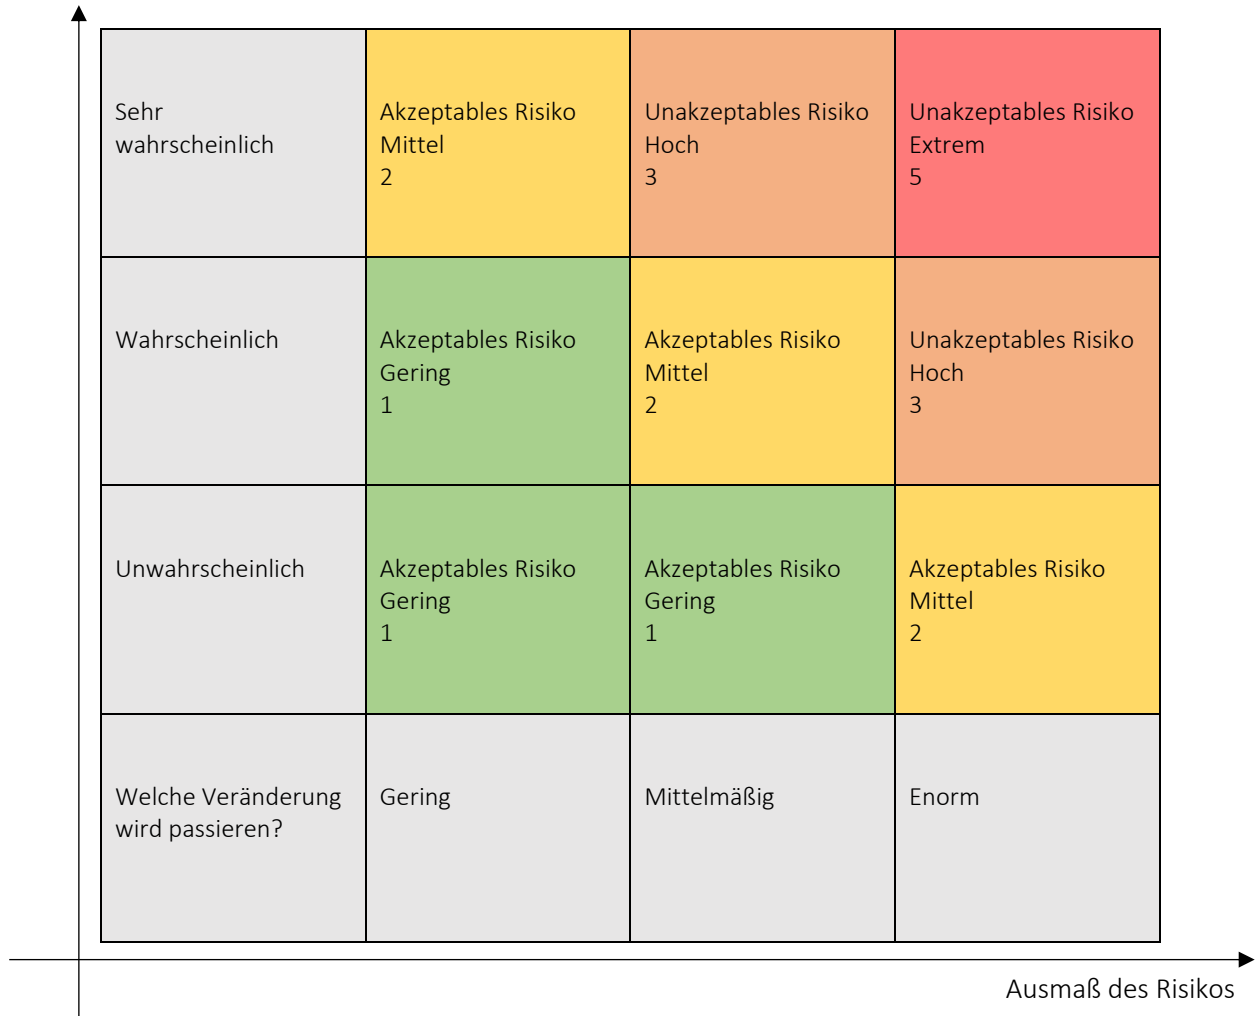 Sehr
wahrscheinlich
Akzeptables Risiko
Mittel
2
Unakzeptables Risiko
Hoch
3
Unakzeptables Risiko
Extrem
5
Wahrscheinlich
Akzeptables Risiko
Gering
1
Akzeptables Risiko
Mittel
2
Unakzeptables Risiko
Hoch
3
Unwahrscheinlich
Akzeptables Risiko
Gering
1
Akzeptables Risiko
Gering
1
Akzeptables Risiko
Mittel
2
Welche Veränderung
wird passieren?
Gering
Mittelmäßig
Enorm
Ausmaß des Risikos